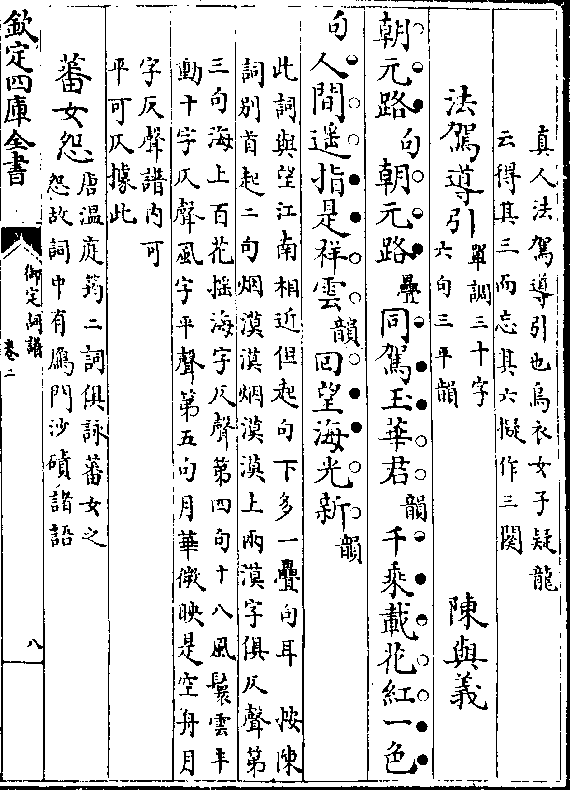 真人法駕導引也烏衣女子疑龍
云得其三而忘其六擬作三闋
法駕導引 單調三十字
六句三平韻 陳與義
朝元路句朝元路疊同駕玉華君韻千乘載花紅一色
句人間遥指是祥雲韻回望海光新韻
此詞與望江南相近但起句下多一疊句耳 按陳
詞别首起二句烟漠漠烟漠漠上兩漠字俱仄聲第
三句海上百花摇海字仄聲第四句十八風鬟雲半
動十字仄聲風字平聲第五句月華微映是空舟月
字仄聲譜内可
平可仄據此
蕃女怨 唐温庭筠二詞俱詠蕃女之
怨故詞中有鴈門沙磧諸語
欽定四庫全書
御定詞譜
卷二
八